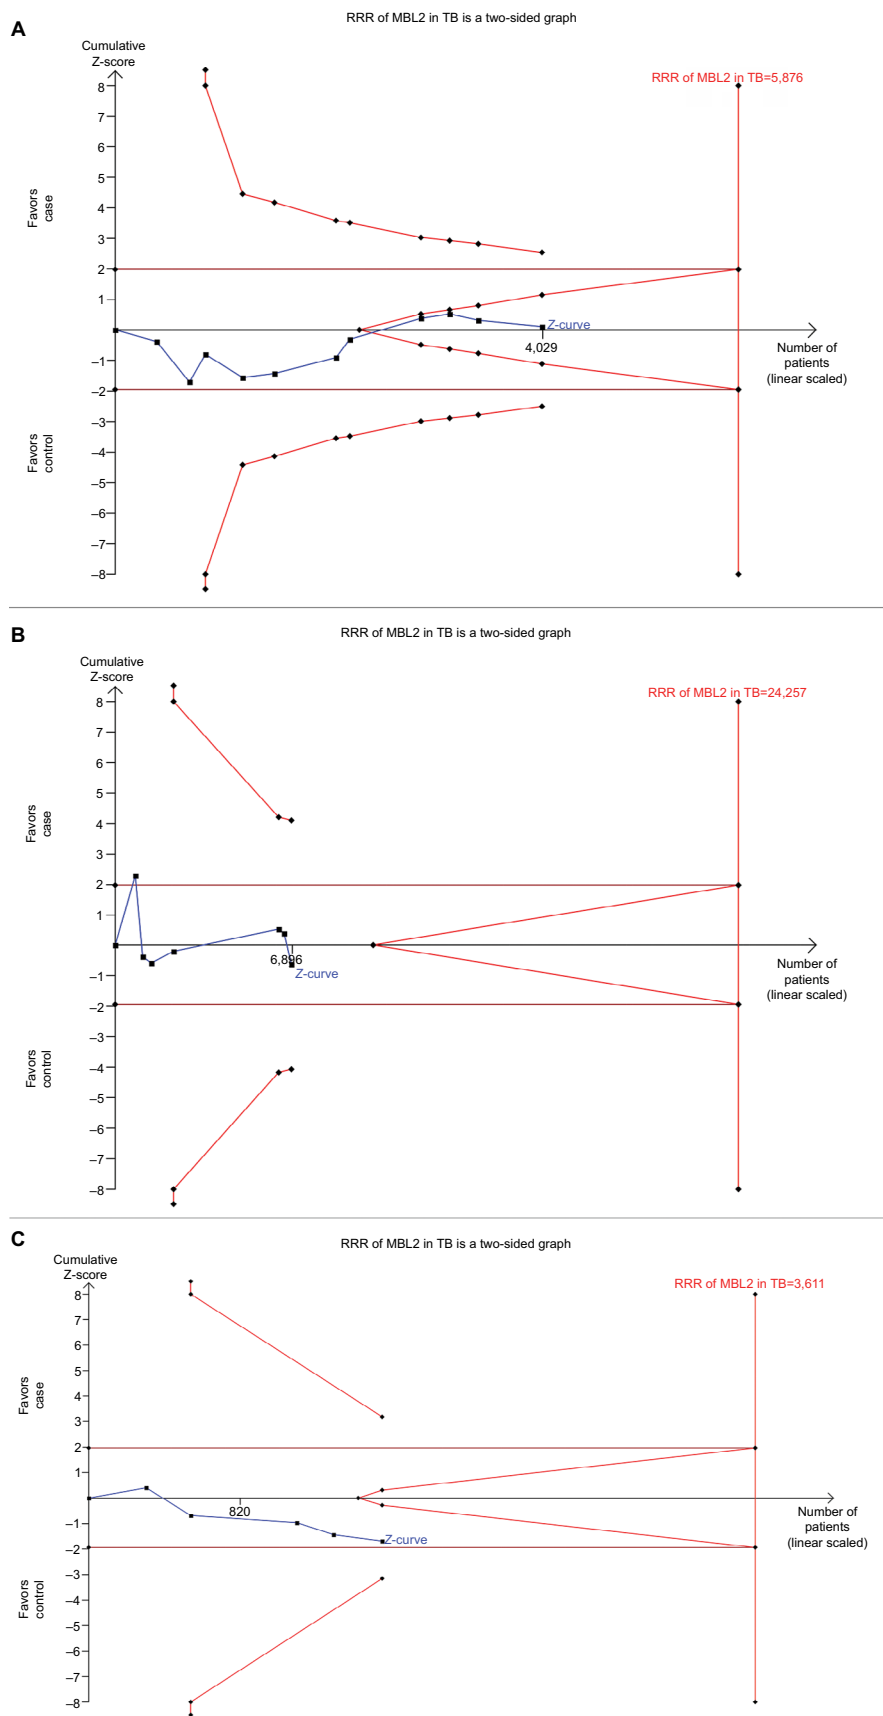 RRR of MBL2 in TB is a two-sided graph
A
Cumulative
Z-score
RRR of MBL2 in TB=5,876
8
7
6
5
4
3
2
1
–1
–2
–3
–4
–5
–6
–7
–8
Favors
case
Favors
control
Z-curve
4,029
Number of
patients
(linear scaled)
B
RRR of MBL2 in TB is a two-sided graph
Cumulative
Z-score
RRR of MBL2 in TB=24,257
8
7
6
5
4
3
2
1
–1
–2
–3
–4
–5
–6
–7
–8
Favors
case
Favors
control
6,896
Z-curve
Number of
patients
(linear scaled)
C
RRR of MBL2 in TB is a two-sided graph
Cumulative
Z-score
RRR of MBL2 in TB=3,611
8
7
6
5
4
3
2
1
–1
–2
–3
–4
–5
–6
–7
–8
Favors
case
Favors
control
820
Z-curve
Number of
patients
(linear scaled)